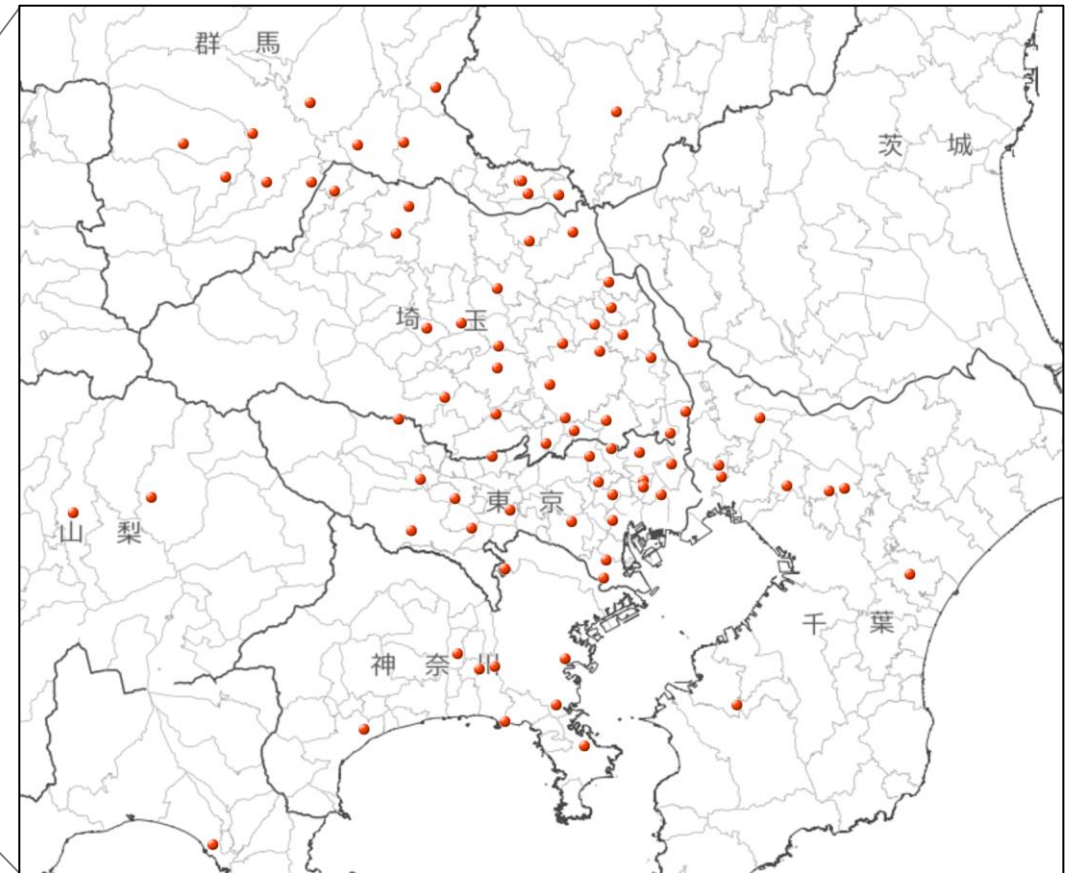 群 馬
茨 城
埼 玉
東 京
山 梨
千 葉
神 奈 川